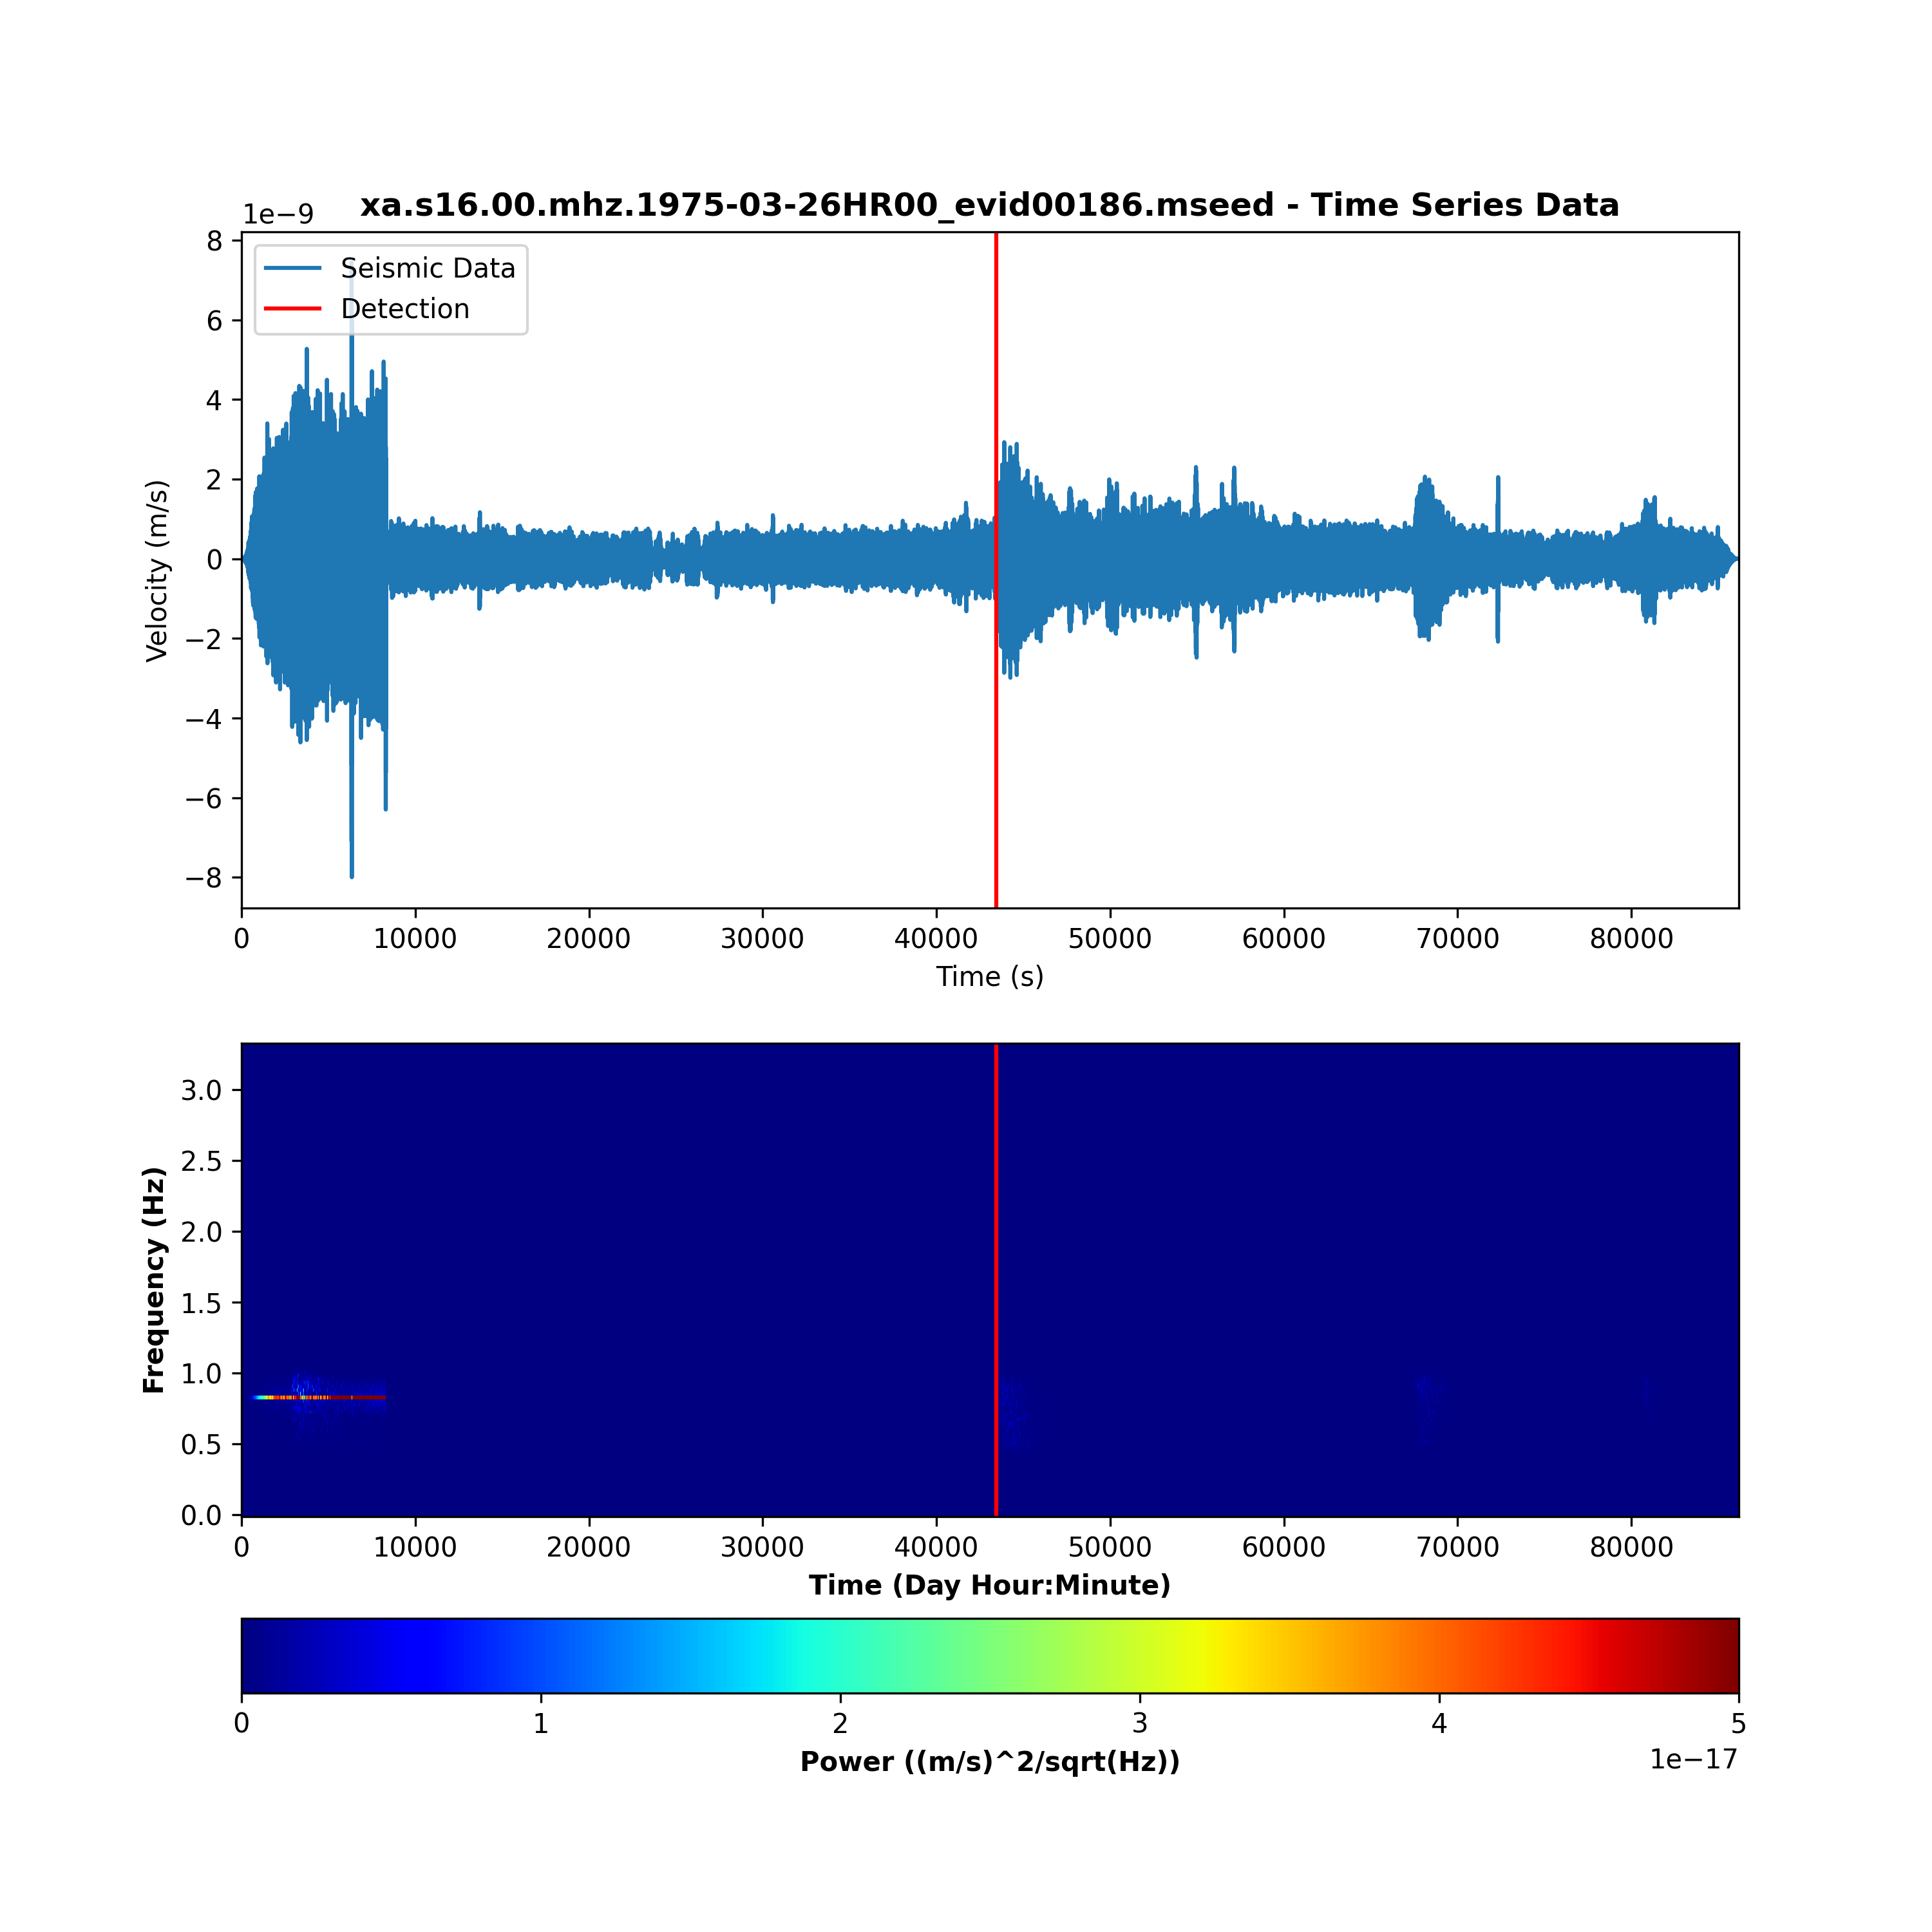 xa.s16.00.mhz.1975-03-26HR00_evid00186.mseed - Time Series Data
1e−9
Seismic Data
Detection
8
6
4
2
0
−2
−4
−6
−8
Velocity (m/s)
0 10000 20000 30000 40000 50000 60000 70000 80000
Time (s)
3.0
2.5
2.0
1.5
1.0
0.5
0.0
Frequency (Hz)
0 10000 20000 30000 40000 50000 60000 70000 80000
Time (Day Hour:Minute)
0 1 2 3 4 5
Power ((m/s)^2/sqrt(Hz))
1e−17